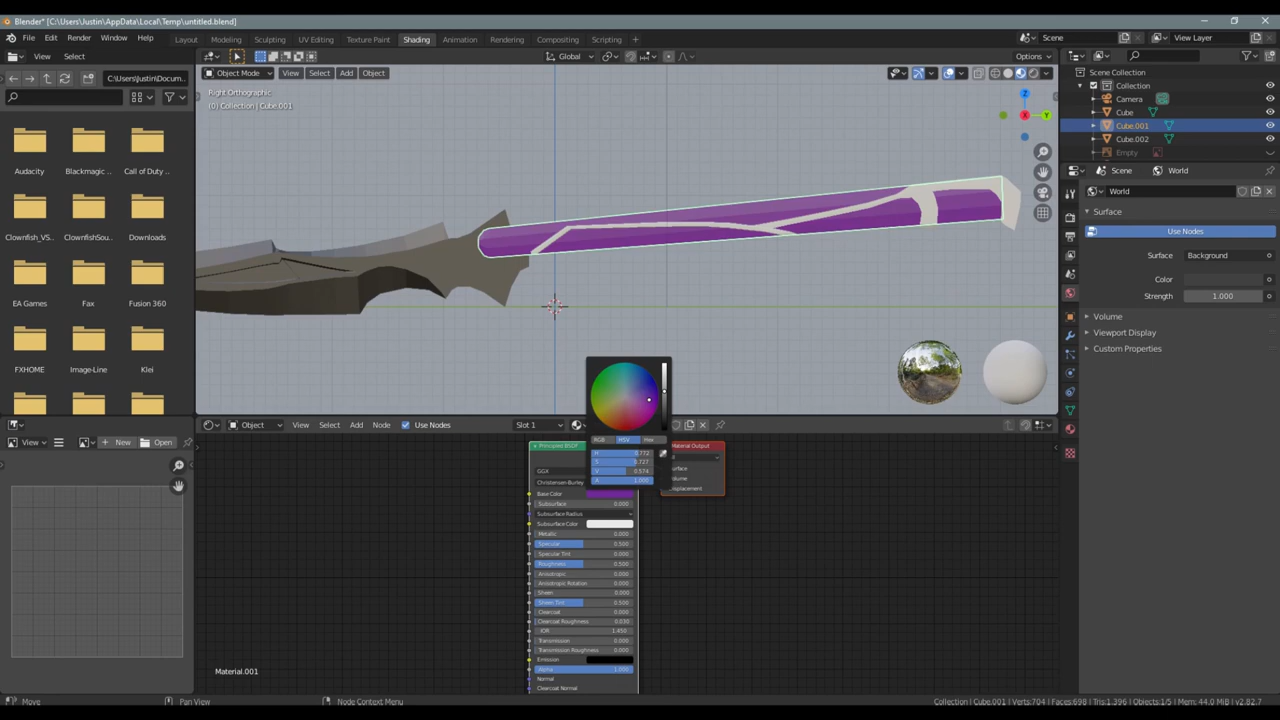 Blender* [C:\Users\Justin\AppData\Local\Temp\untitled.blend]
File Edit Render Window Help Layout Modeling Sculpting UV Editing Texture Paint Shading Animation Rendering Compositing Scripting + Scene View Layer
View Select Global Options
C:\Users\Justin\Docum... Object Mode View Select Add Object
Scene Collection
Collection
Camera
Cube
Cube.001
Cube.002
Empty
Right Orthographic
(0) Collection | Cube.001
Z
X
Y
Audacity Blackmagic ... Call of Duty ..
Clownfish_VS... ClownfishSou... Downloads
EA Games Fax Fusion 360
FXHOME Image-Line Klei
Scene World
World
Surface
Use Nodes
Surface Background
Color
Strength 1.000
Volume
Viewport Display
Custom Properties
Object View Select Add Node Use Nodes Slot 1
View New Open
RGB HSV Hex
H 0.772
S 0.727
V 0.574
A 1.000
Principled BSDF
Material Output
GGX
Christensen-Burley
Base Color
Subsurface 0.000
Subsurface Radius
Subsurface Color
Metallic 0.000
Specular 0.500
Specular Tint 0.000
Roughness 0.500
Anisotropic 0.000
Anisotropic Rotation 0.000
Sheen 0.000
Sheen Tint 0.500
Clearcoat 0.000
Clearcoat Roughness 0.030
IOR 1.450
Transmission 0.000
Transmission Roughness 0.000
Emission
Alpha 1.000
Normal
Clearcoat Normal
Material.001
Move Pan View Node Context Menu Collection | Cube.001 | Verts:704 | Faces:698 | Tris:1,396 | Objects:1/5 | Mem: 44.0 MiB | v2.82.7